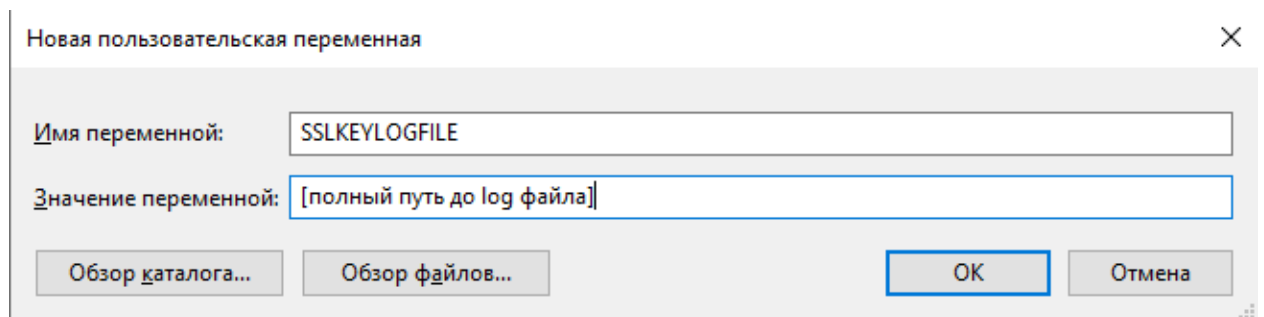 Новая пользовательская переменная
Имя переменной: SSLKEYLOGFILE
Значение переменной: [полный путь до log файла]
Обзор каталога... Обзор файлов... OK Отмена